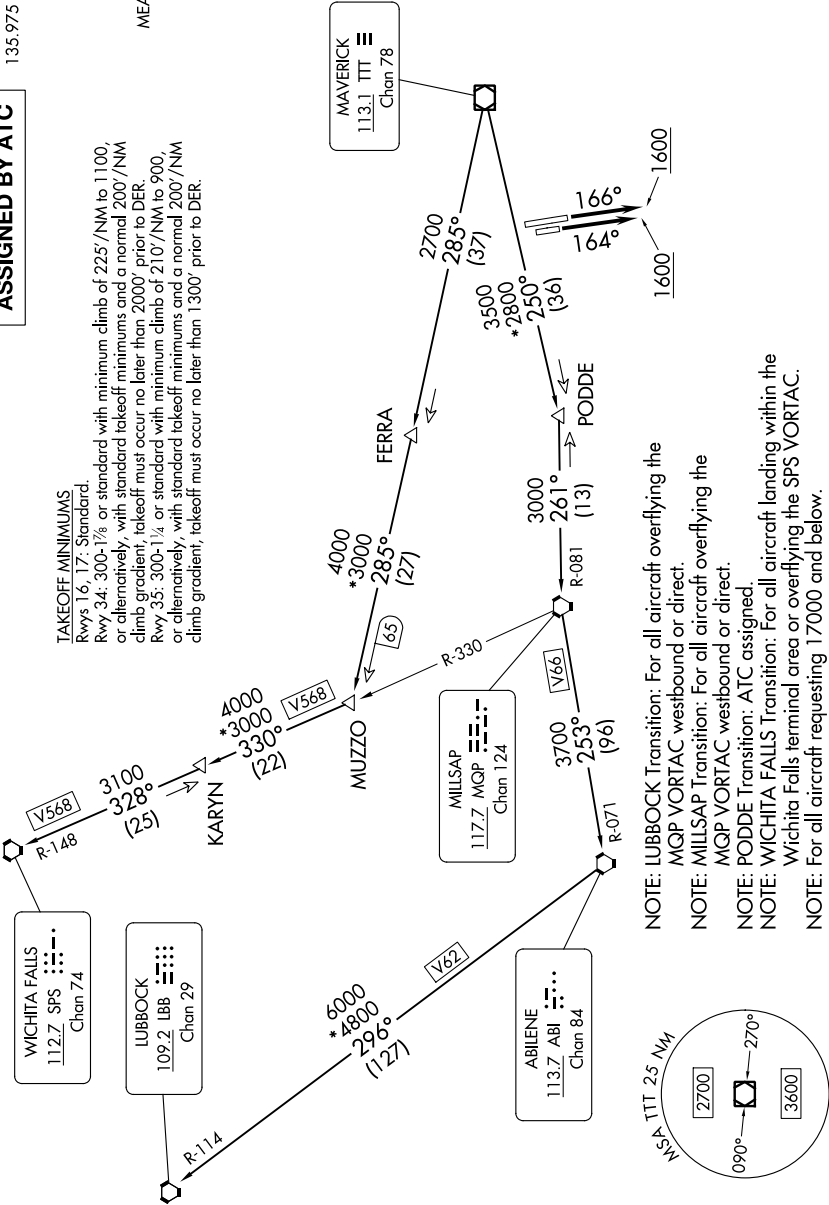 ASSIGNED BY ATC
135.975
MEA
TAKEOFF MINIMUMS
Rwys 16, 17: Standard.
Rwy 34: 300-1⅞ or standard with minimum climb of 225'/NM to 1100,
or alternatively, with standard takeoff minimums and a normal 200'/NM
climb gradient, takeoff must occur no later than 2000' prior to DER.
Rwy 35: 300-1¼ or standard with minimum climb of 210'/NM to 900,
or alternatively, with standard takeoff minimums and a normal 200'/NM
climb gradient, takeoff must occur no later than 1300' prior to DER.
MAVERICK
113.1 TTT
Chan 78
2700
285°
(37)
3500
*2800
250°
(36)
166°
164°
1600
1600
FERRA
PODDE
4000
*3000
285°
(27)
65
3000
261°
(13)
R-081
R-330
MUZZO
V568
4000
*3000
330°
(22)
KARYN
3100
328°
(25)
V568
R-148
WICHITA FALLS
112.7 SPS
Chan 74
LUBBOCK
109.2 LBB
Chan 29
MILLSAP
117.7 MQP
Chan 124
V66
3700
253°
(96)
R-071
ABILENE
113.7 ABI
Chan 84
V62
6000
*4800
296°
(127)
R-114
MSA TTT 25 NM
2700
090°
270°
3600
NOTE: LUBBOCK Transition: For all aircraft overflying the
MQP VORTAC westbound or direct.
NOTE: MILLSAP Transition: For all aircraft overflying the
MQP VORTAC westbound or direct.
NOTE: PODDE Transition: ATC assigned.
NOTE: WICHITA FALLS Transition: For all aircraft landing within the
Wichita Falls terminal area or overflying the SPS VORTAC.
NOTE: For all aircraft requesting 17000 and below.